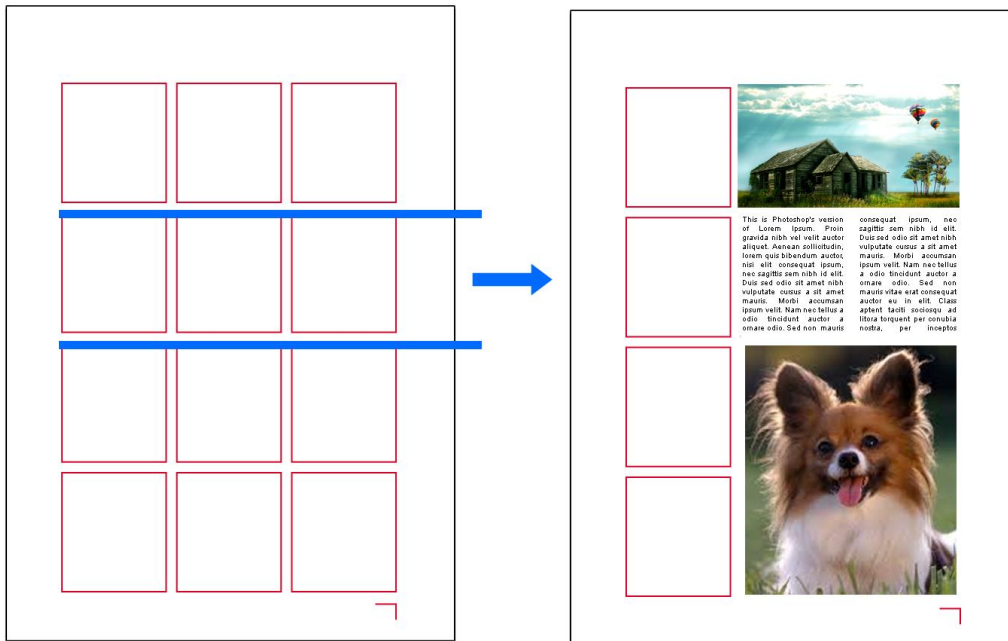 This is Photoshop's version
of Lorem Ipsum. Proin
gravida nibh vel velit auctor
aliquet. Aenean sollicitudin,
lorem quis bibendum auctor,
nisi elit consequat ipsum,
nec sagittis sem nibh id elit.
Duis sed odio sit amet nibh
vulputate cursus a sit amet
mauris. Morbi accumsan
ipsum velit. Nam nec tellus a
odio tincidunt auctor a
ornare odio. Sed non mauris
consequat ipsum, nec
sagittis sem nibh id elit.
Duis sed odio sit amet nibh
vulputate cursus a sit amet
mauris. Morbi accumsan
ipsum velit. Nam nec tellus
a odio tincidunt auctor a
ornare odio. Sed non
mauris vitae erat consequat
auctor eu in elit. Class
aptent taciti sociosqu ad
litora torquent per conubia
nostra, per inceptos